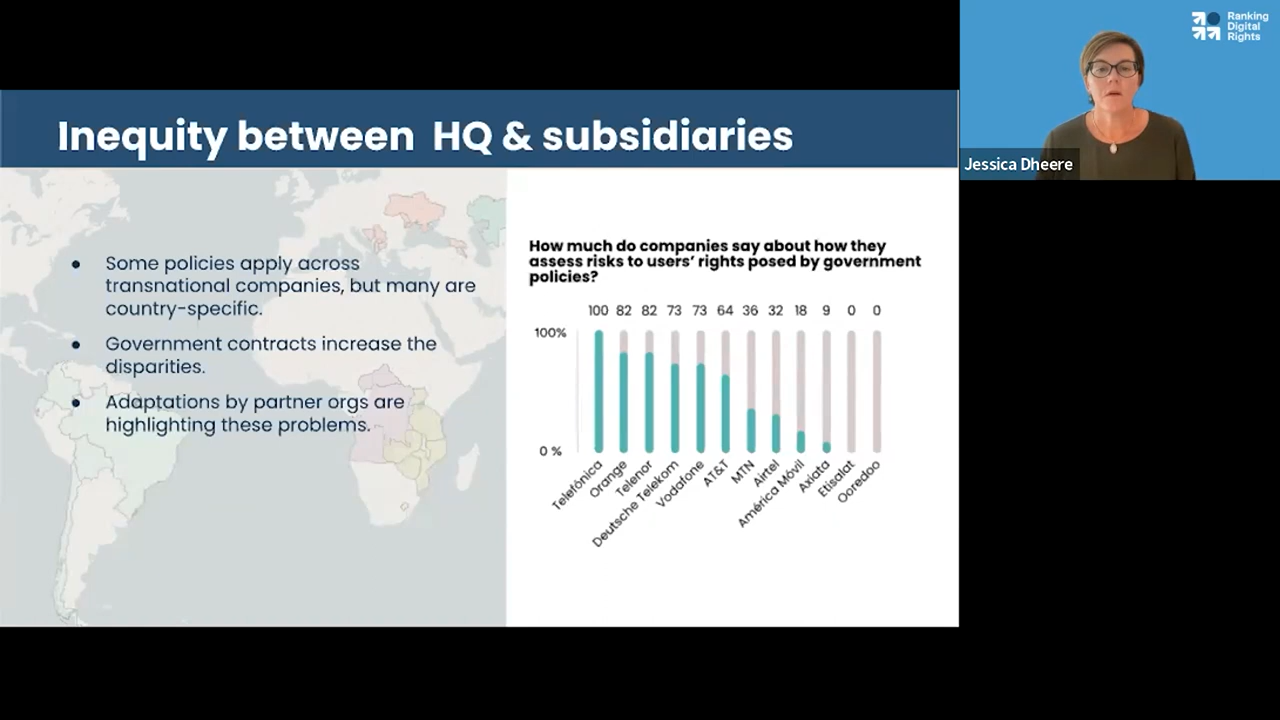 Inequity between HQ & subsidiaries
● Some policies apply across
transnational companies, but many are
country-specific.
● Government contracts increase the
disparities.
● Adaptations by partner orgs are
highlighting these problems.
How much do companies say about how they
assess risks to users' rights posed by government
policies?
100 82 82 73 73 64 36 32 18 9 0 0
100%
0 %
Telefónica
Orange
Telenor
Deutsche Telekom
Vodafone
AT&T
MTN
Airtel
América Móvil
Axiata
Etisalat
Ooredoo
Ranking
Digital
Rights
Jessica Dheere